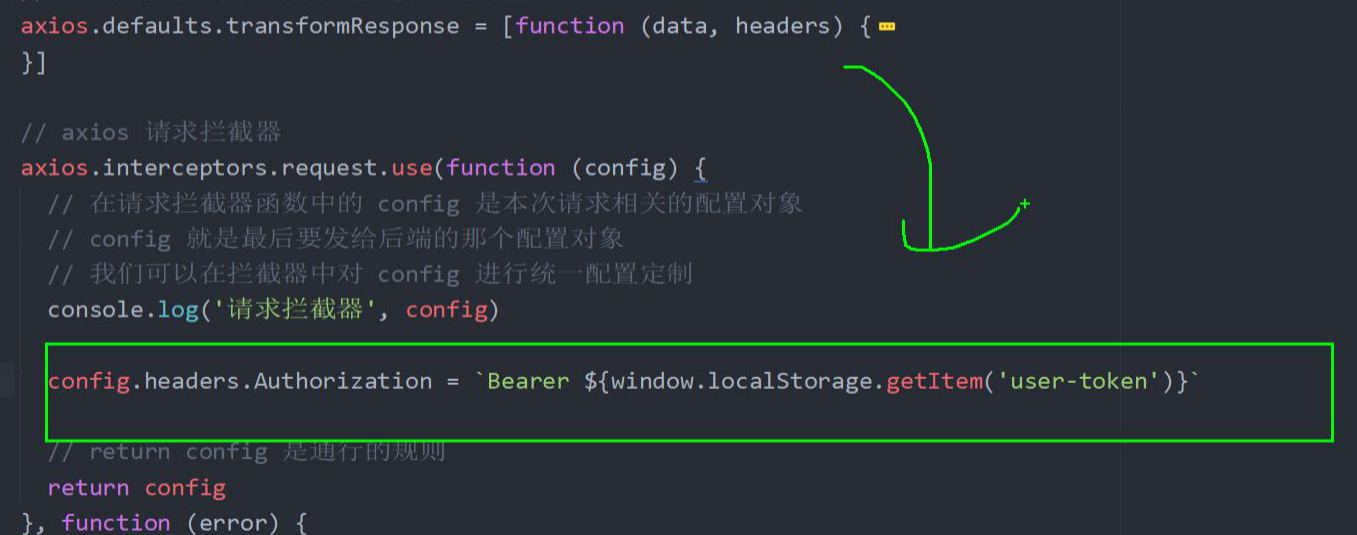 axios.defaults.transformResponse = [function (data, headers) {
}]
// axios 请求拦截器
axios.interceptors.request.use(function (config) {
// 在请求拦截器函数中的 config 是本次请求相关的配置对象
// config 就是最后要发给后端的那个配置对象
// 我们可以在拦截器中对 config 进行统一配置定制
console.log('请求拦截器', config)
config.headers.Authorization = `Bearer ${window.localStorage.getItem('user-token')}`
// return config 是通行的规则
return config
}, function (error) {